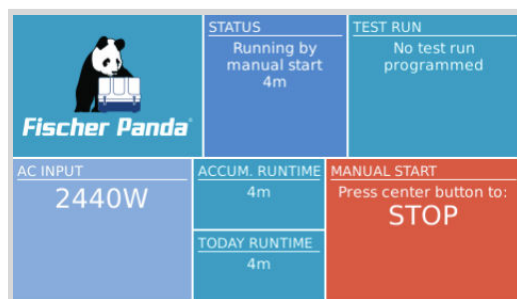 Fischer Panda
STATUS
Running by
manual start
4m
TEST RUN
No test run
programmed
AC INPUT
2440W
ACCUM. RUNTIME
4m
TODAY RUNTIME
4m
MANUAL START
Press center button to:
STOP